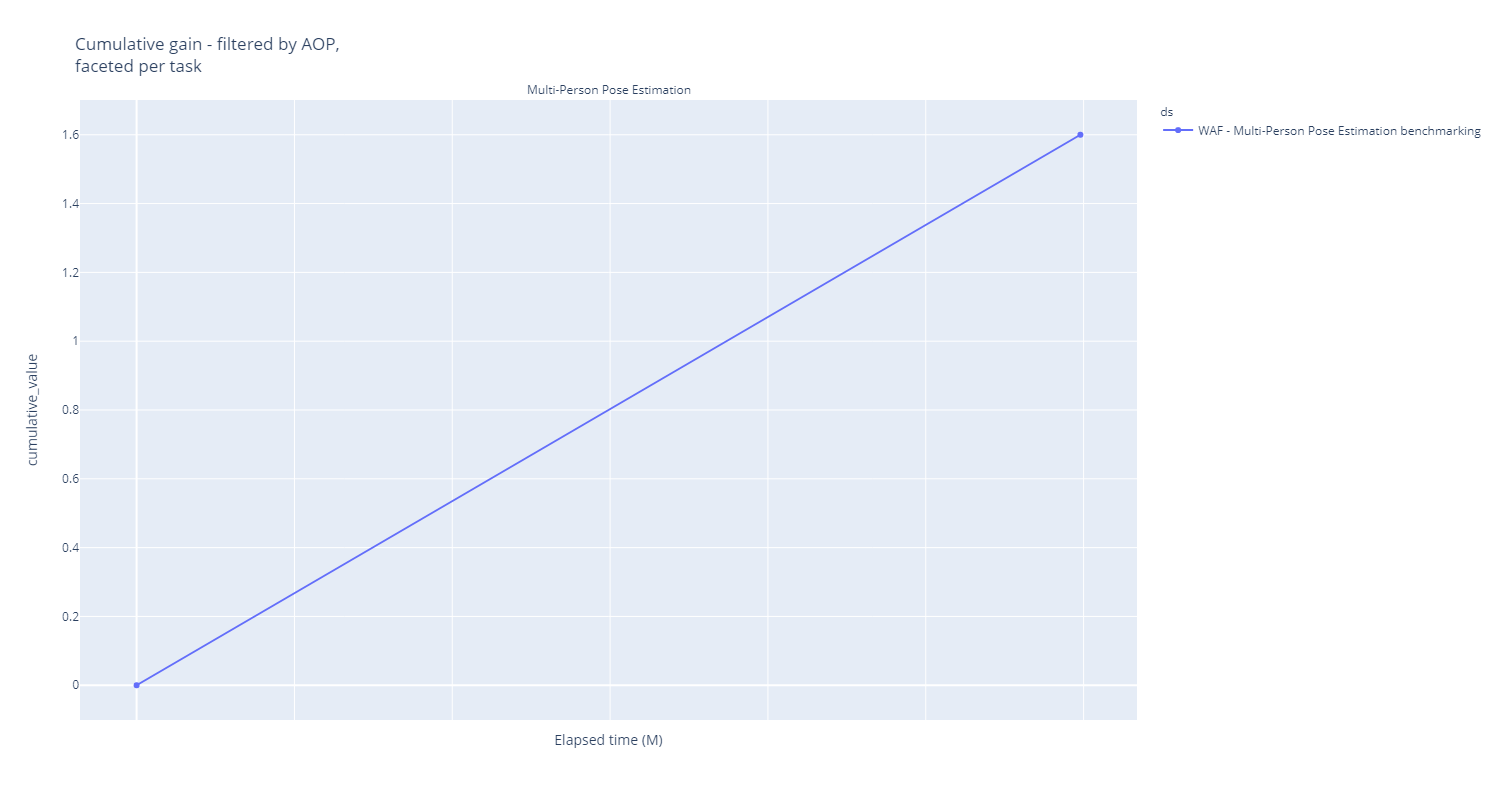 Cumulative gain - filtered by AOP,
faceted per task
Multi-Person Pose Estimation
ds
WAF - Multi-Person Pose Estimation benchmarking
1.6
1.4
1.2
1
0.8
0.6
0.4
0.2
0
cumulative_value
Elapsed time (M)